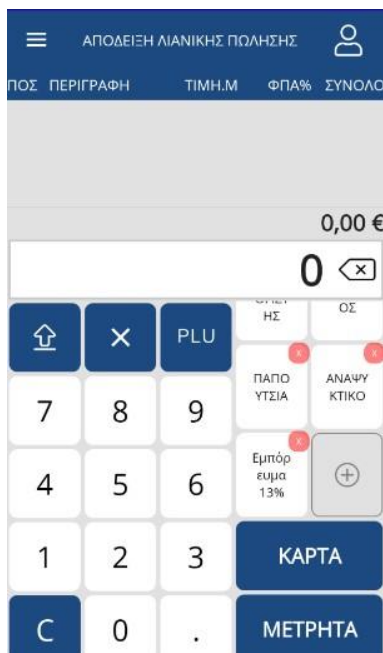 ΑΠΟΔΕΙΞΗ ΛΙΑΝΙΚΗΣ ΠΩΛΗΣΗΣ
ΠΟΣ ΠΕΡΙΓΡΑΦΗ ΤΙΜΗ.Μ ΦΠΑ% ΣΥΝΟΛΟ
0,00 €
0
ΗΣ
ΟΣ
PLU
x
x
ΠΑΠΟ
ΥΤΣΙΑ
ΑΝΑΨΥ
ΚΤΙΚΟ
7 8 9
x
Εμπόρ
ευμα
13%
4 5 6
1 2 3 ΚΑΡΤΑ
C 0 . ΜΕΤΡΗΤΑ